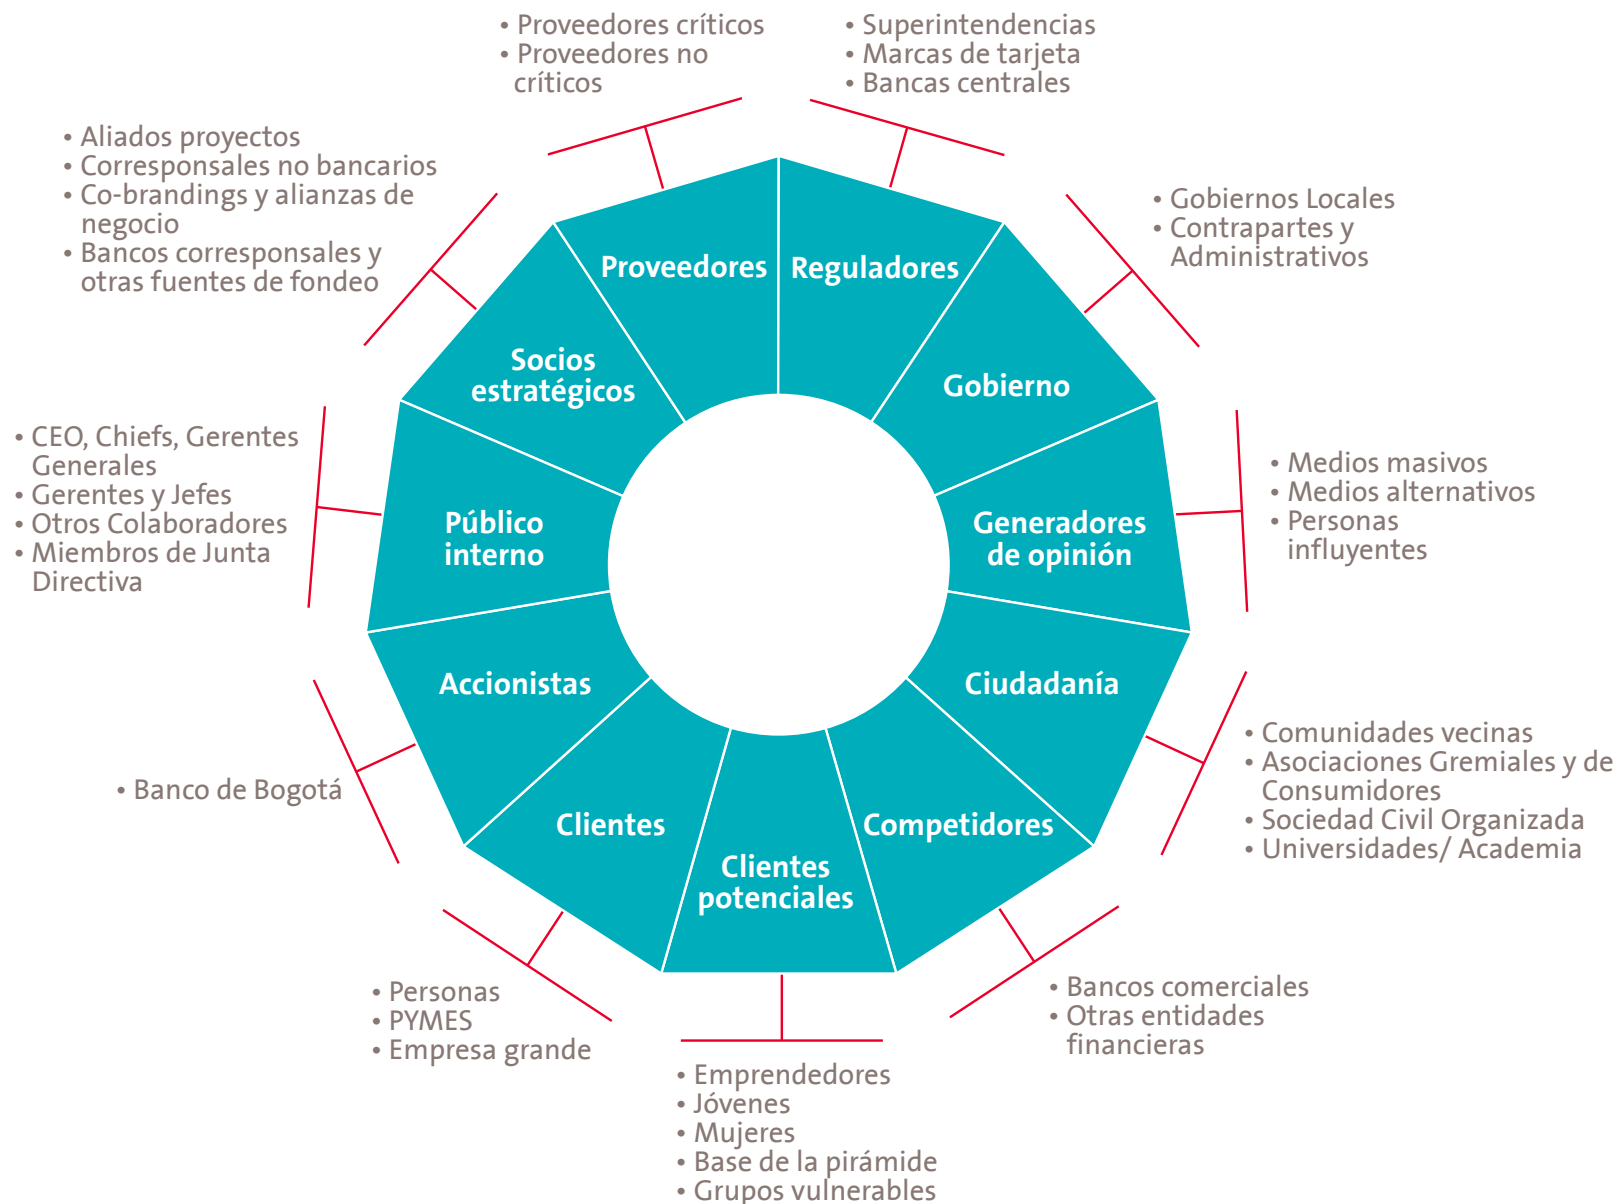 • Proveedores críticos
• Proveedores no
críticos
• Superintendencias
• Marcas de tarjeta
• Bancas centrales
• Aliados proyectos
• Corresponsales no bancarios
• Co-brandings y alianzas de
negocio
• Bancos corresponsales y
otras fuentes de fondeo
• Gobiernos Locales
• Contrapartes y
Administrativos
Proveedores
Reguladores
Socios
estratégicos
Gobierno
• CEO, Chiefs, Gerentes
Generales
• Gerentes y Jefes
• Otros Colaboradores
• Miembros de Junta
Directiva
Público
interno
Generadores
de opinión
• Medios masivos
• Medios alternativos
• Personas
influyentes
Accionistas
Ciudadanía
• Banco de Bogotá
• Comunidades vecinas
• Asociaciones Gremiales y de
Consumidores
• Sociedad Civil Organizada
• Universidades/ Academia
Clientes
Clientes
potenciales
Competidores
• Personas
• PYMES
• Empresa grande
• Bancos comerciales
• Otras entidades
financieras
• Emprendedores
• Jóvenes
• Mujeres
• Base de la pirámide
• Grupos vulnerables